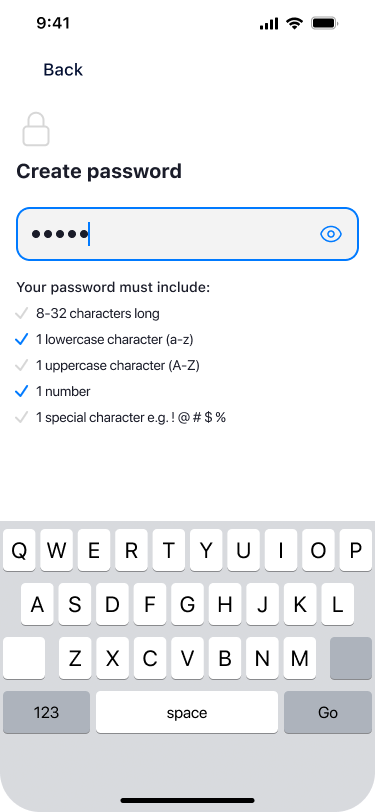 9:41
Back
Create password
Your password must include:
8-32 characters long
1 lowercase character (a-z)
1 uppercase character (A-Z)
1 number
1 special character e.g. ! @ # $ %
Q W E R T Y U I O P
A S D F G H J K L
Z X C V B N M
123 space Go